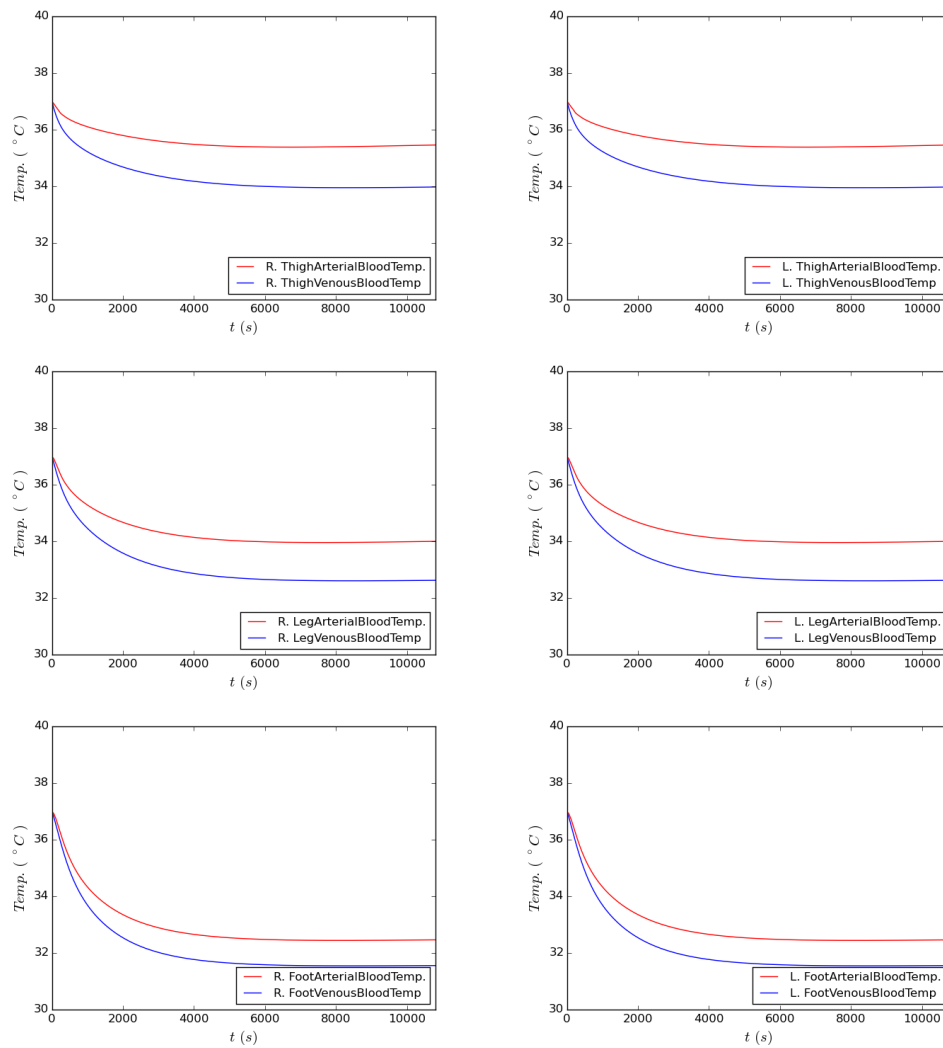 40
38
36
34
32
30
Temp. ( °C )
R. ThighArterialBloodTemp.
R. ThighVenousBloodTemp
0 2000 4000 6000 8000 10000
t (s)
40
38
36
34
32
30
Temp. ( °C )
L. ThighArterialBloodTemp.
L. ThighVenousBloodTemp
0 2000 4000 6000 8000 10000
t (s)
40
38
36
34
32
30
Temp. ( °C )
R. LegArterialBloodTemp.
R. LegVenousBloodTemp
0 2000 4000 6000 8000 10000
t (s)
40
38
36
34
32
30
Temp. ( °C )
L. LegArterialBloodTemp.
L. LegVenousBloodTemp
0 2000 4000 6000 8000 10000
t (s)
40
38
36
34
32
30
Temp. ( °C )
R. FootArterialBloodTemp.
R. FootVenousBloodTemp
0 2000 4000 6000 8000 10000
t (s)
40
38
36
34
32
30
Temp. ( °C )
L. FootArterialBloodTemp.
L. FootVenousBloodTemp
0 2000 4000 6000 8000 10000
t (s)